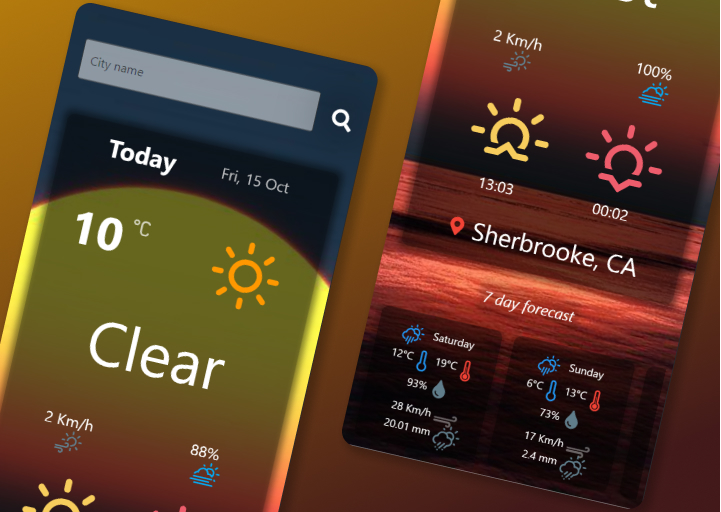 City name
Today
Fri, 15 Oct
10 °C
Clear
2 Km/h
88%
2 Km/h
100%
13:03
00:02
Sherbrooke, CA
7 day forecast
Saturday
12°C 19°C
93%
28 Km/h
20.01 mm
Sunday
6°C 13°C
73%
17 Km/h
2.4 mm